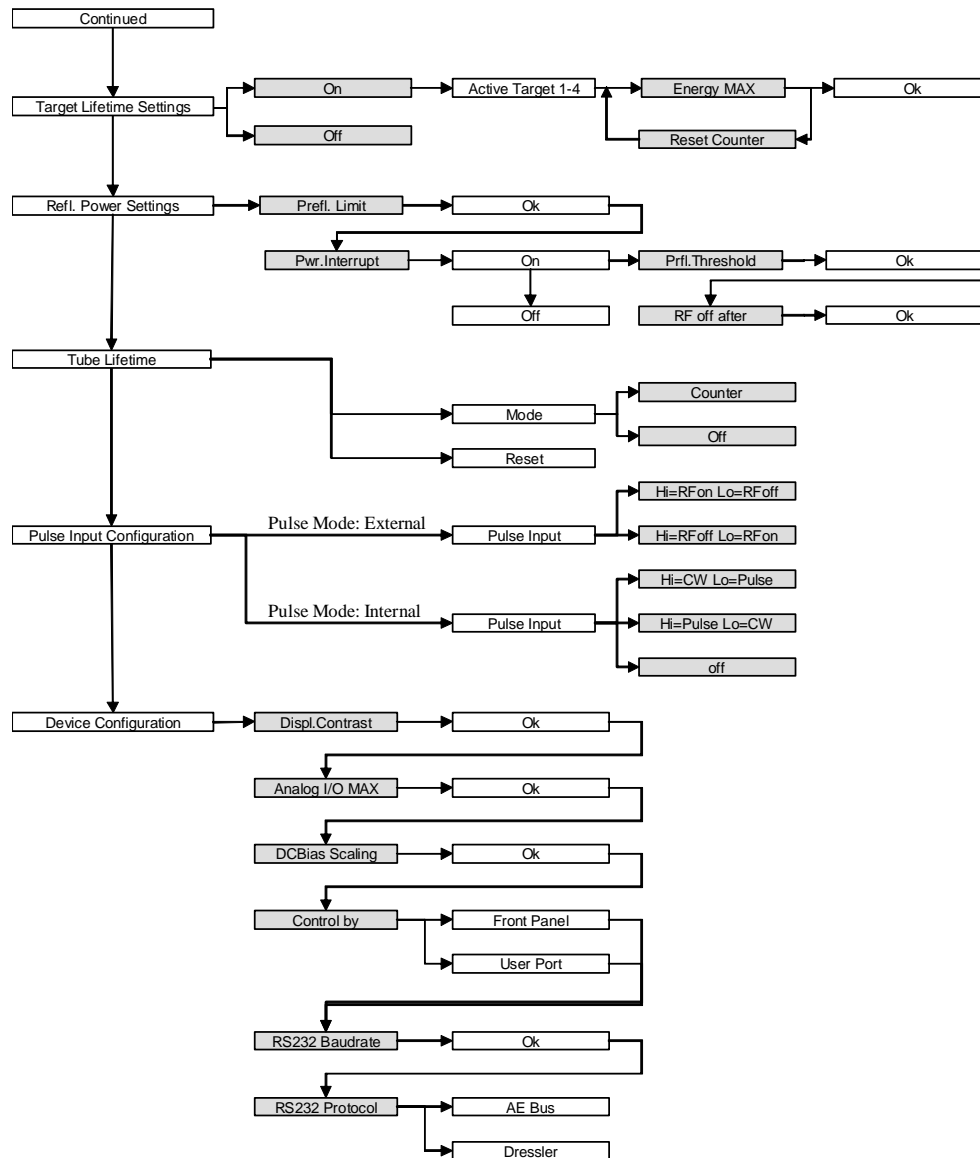 Continued
On
Active Target 1-4
Energy MAX
Ok
Target Lifetime Settings
Off
Reset Counter
Refl. Power Settings
Prefl. Limit
Ok
Pwr.Interrupt
On
Prfl.Threshold
Ok
Off
RF off after
Ok
Tube Lifetime
Counter
Mode
Off
Reset
Hi=RFon Lo=RFoff
Pulse Mode: External
Pulse Input Configuration
Pulse Input
Hi=RFoff Lo=RFon
Hi=CW Lo=Pulse
Pulse Mode: Internal
Pulse Input
Hi=Pulse Lo=CW
off
Device Configuration
Displ.Contrast
Ok
Analog I/O MAX
Ok
DCBias Scaling
Ok
Control by
Front Panel
User Port
RS232 Baudrate
Ok
RS232 Protocol
AE Bus
Dressler